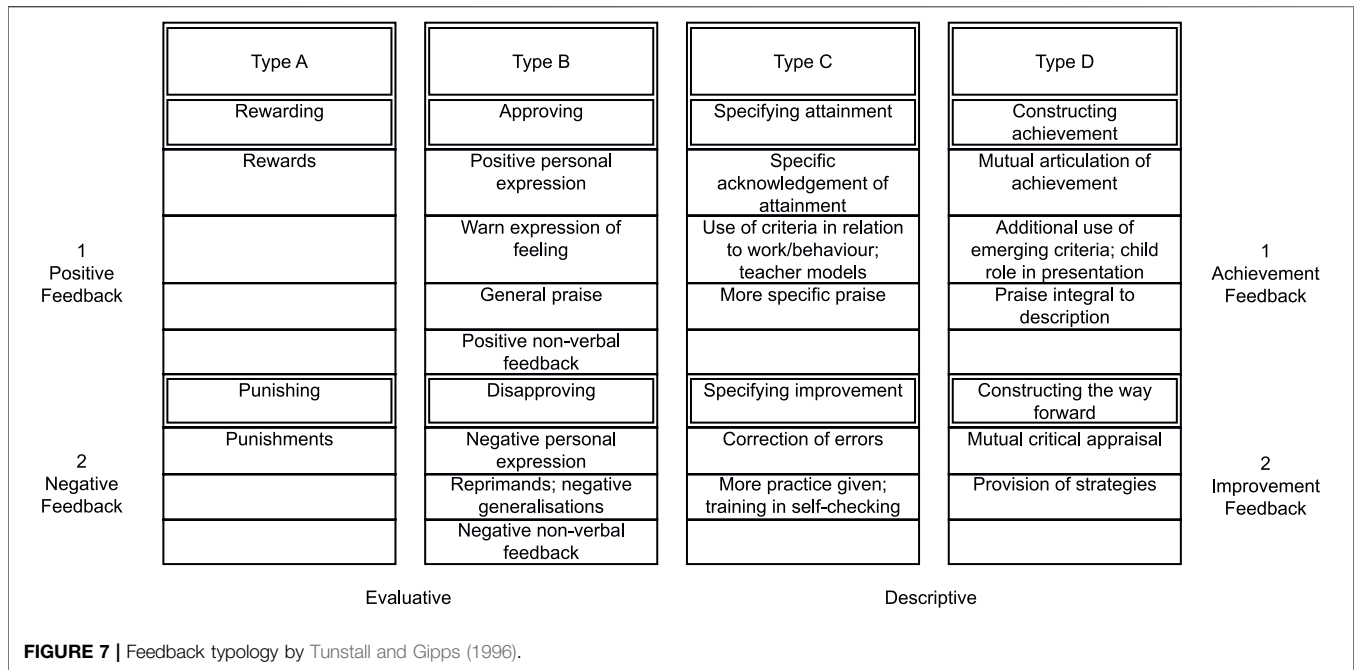 Type A
Type B
Type C
Type D
Rewarding
Approving
Specifying attainment
Constructing
achievement
Rewards
Positive personal
expression
Specific
acknowledgement of
attainment
Mutual articulation of
achievement
1
Positive
Feedback
Warn expression of
feeling
Use of criteria in relation
to work/behaviour;
teacher models
Additional use of
emerging criteria; child
role in presentation
1
Achievement
Feedback
General praise
More specific praise
Praise integral to
description
Positive non-verbal
feedback
Punishing
Disapproving
Specifying improvement
Constructing the way
forward
Punishments
Negative personal
expression
Correction of errors
Mutual critical appraisal
2
Negative
Feedback
Reprimands; negative
generalisations
More practice given;
training in self-checking
Provision of strategies
2
Improvement
Feedback
Negative non-verbal
feedback
Evaluative
Descriptive
FIGURE 7 | Feedback typology by Tunstall and Gipps (1996).